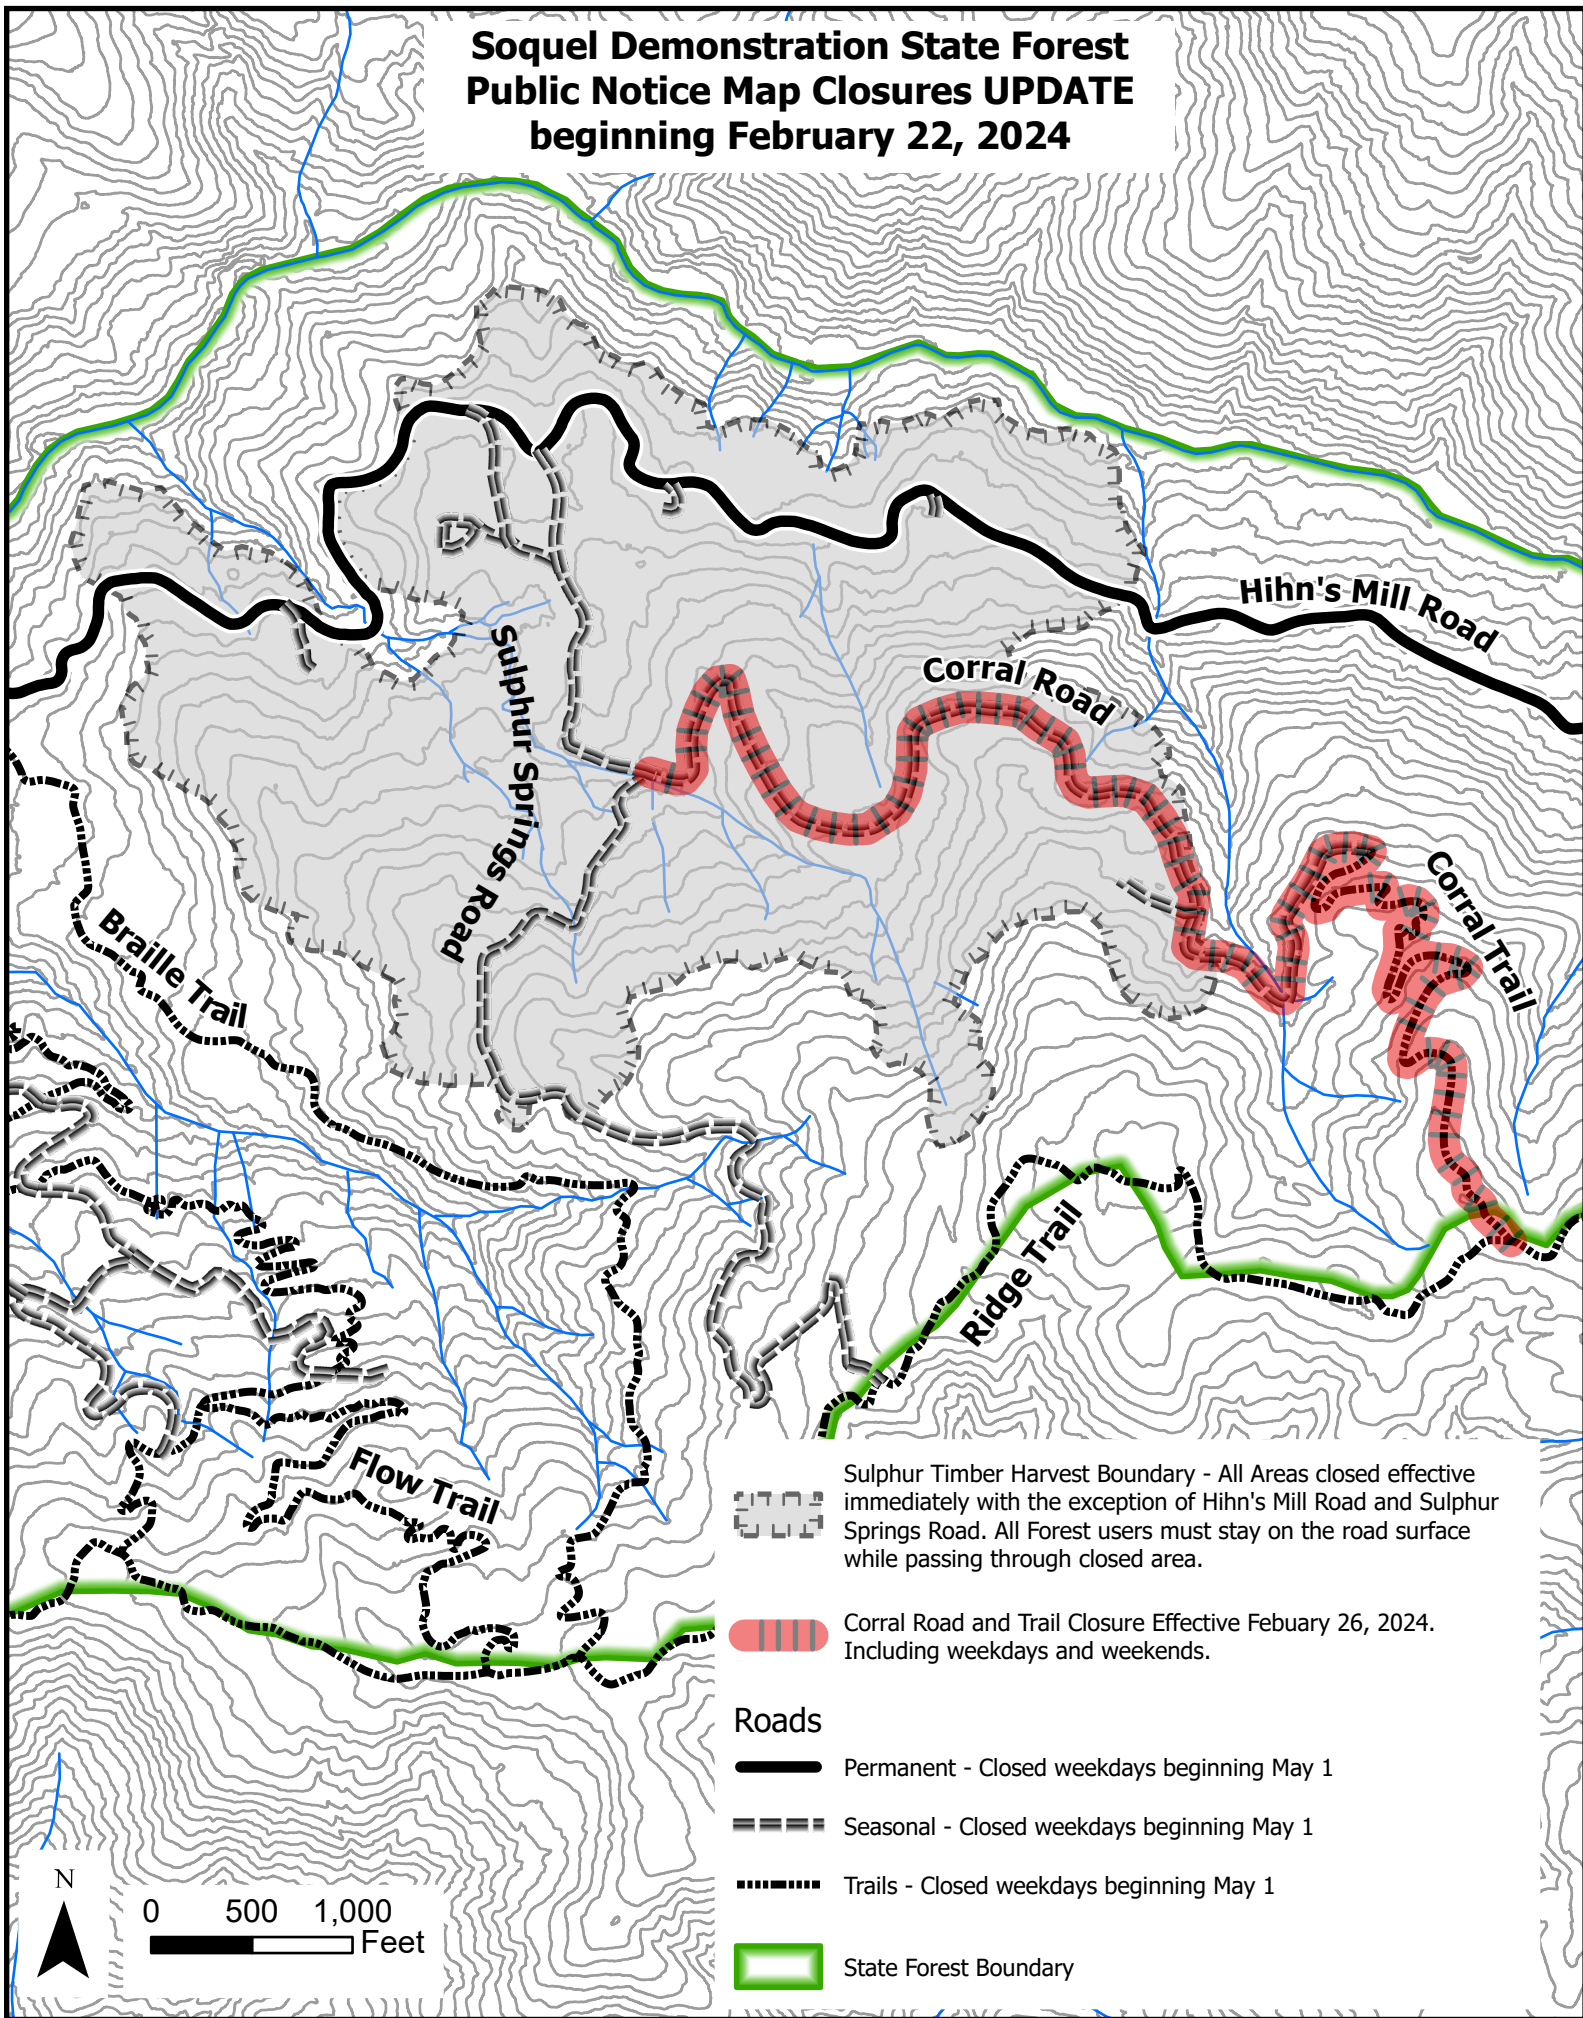 Soquel Demonstration State Forest
Public Notice Map Closures UPDATE
beginning February 22, 2024
Hihn's Mill Road
Corral Road
Sulphur Springs Road
Corral Trail
Braille Trail
Ridge Trail
Flow Trail
Sulphur Timber Harvest Boundary - All Areas closed effective
immediately with the exception of Hihn's Mill Road and Sulphur
Springs Road. All Forest users must stay on the road surface
while passing through closed area.
Corral Road and Trail Closure Effective Febuary 26, 2024.
Including weekdays and weekends.
Roads
Permanent - Closed weekdays beginning May 1
Seasonal - Closed weekdays beginning May 1
Trails - Closed weekdays beginning May 1
State Forest Boundary
N
0 500 1,000
Feet